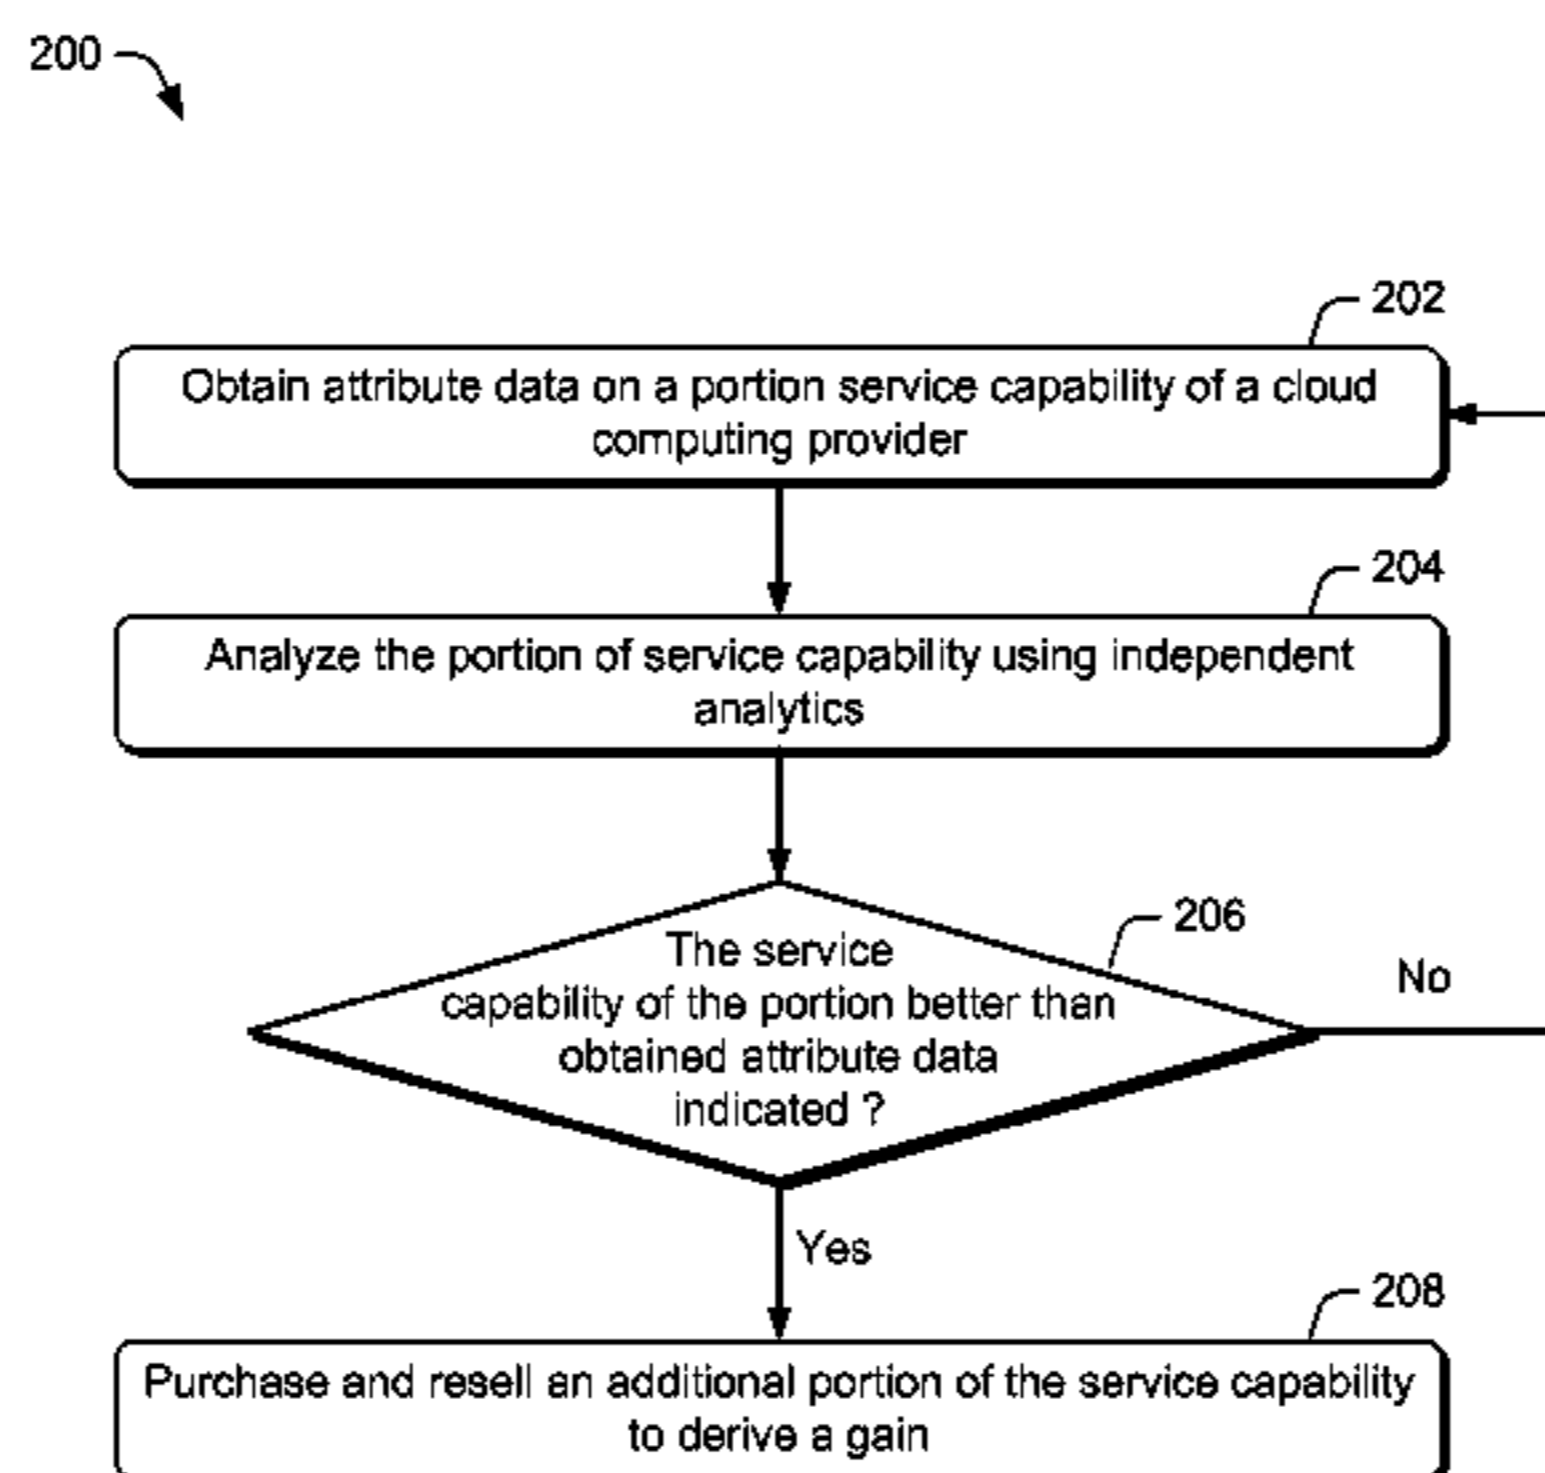 200
202
Obtain attribute data on a portion service capability of a cloud
computing provider
204
Analyze the portion of service capability using independent
analytics
206
The service
capability of the portion better than
obtained attribute data
indicated ?
No
Yes
208
Purchase and resell an additional portion of the service capability
to derive a gain